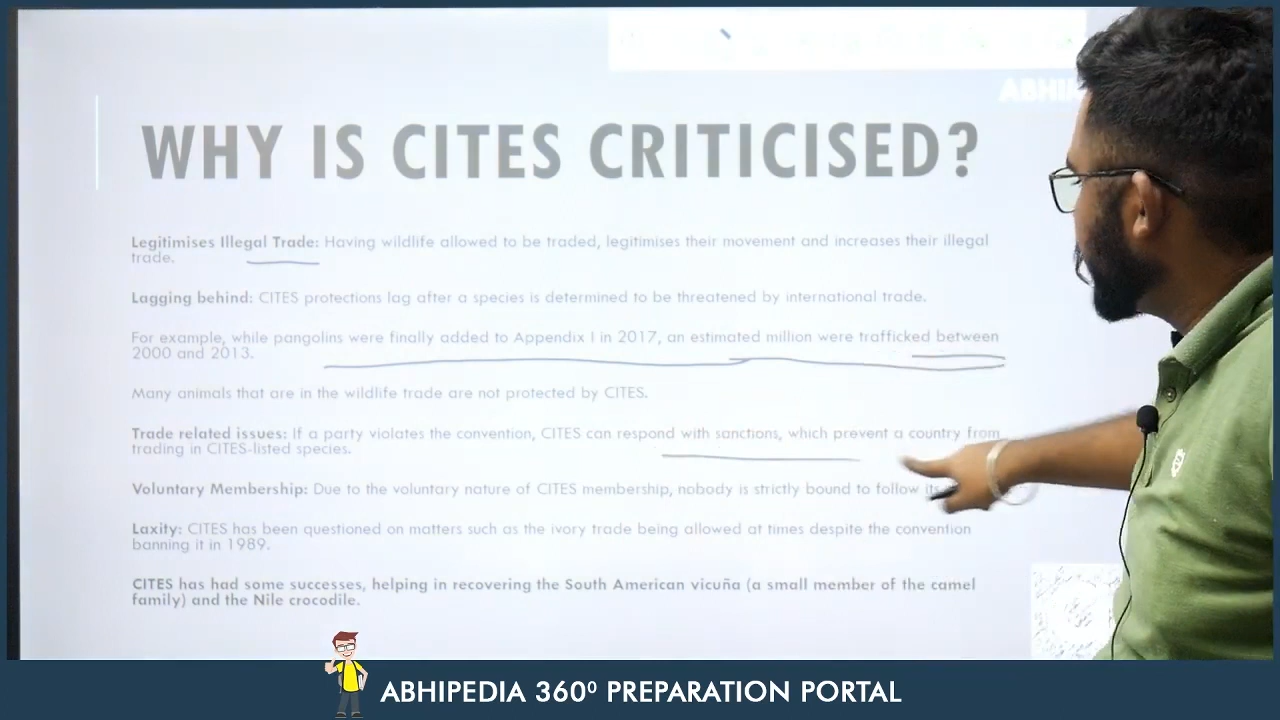 ABHI
WHY IS CITES CRITICISED?
Legitimises Illegal Trade: Having wildlife allowed to be traded, legitimises their movement and increases their illegal
trade.
Lagging behind: CITES protections lag after a species is determined to be threatened by international trade.
For example, while pangolins were finally added to Appendix I in 2017, an estimated million were trafficked between
2000 and 2013.
Many animals that are in the wildlife trade are not protected by CITES.
Trade related issues: If a party violates the convention, CITES can respond with sanctions, which prevent a country from
trading in CITES-listed species.
Voluntary Membership: Due to the voluntary nature of CITES membership, nobody is strictly bound to follow its
Laxity: CITES has been questioned on matters such as the ivory trade being allowed at times despite the convention
banning it in 1989.
CITES has had some successes, helping in recovering the South American vicuña (a small member of the camel
family) and the Nile crocodile.
ABHIPEDIA 360⁰ PREPARATION PORTAL